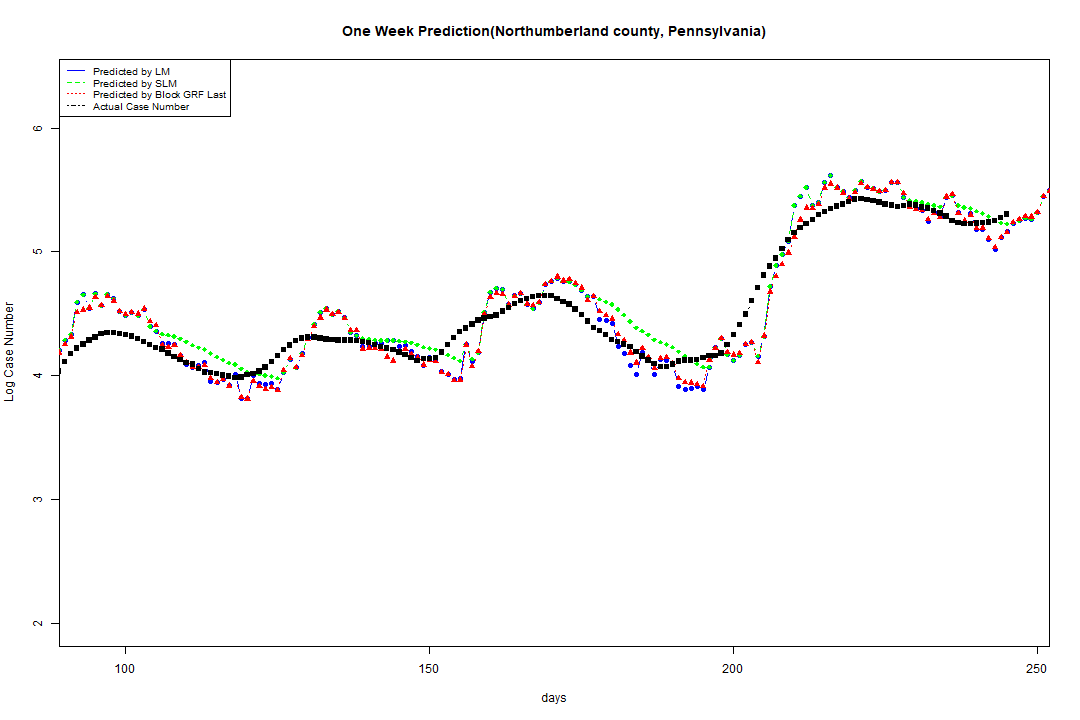 One Week Prediction(Northumberland county, Pennsylvania)
Predicted by LM
Predicted by SLM
Predicted by Block GRF Last
Actual Case Number
6
5
4
3
2
Log Case Number
100 150 200 250
days